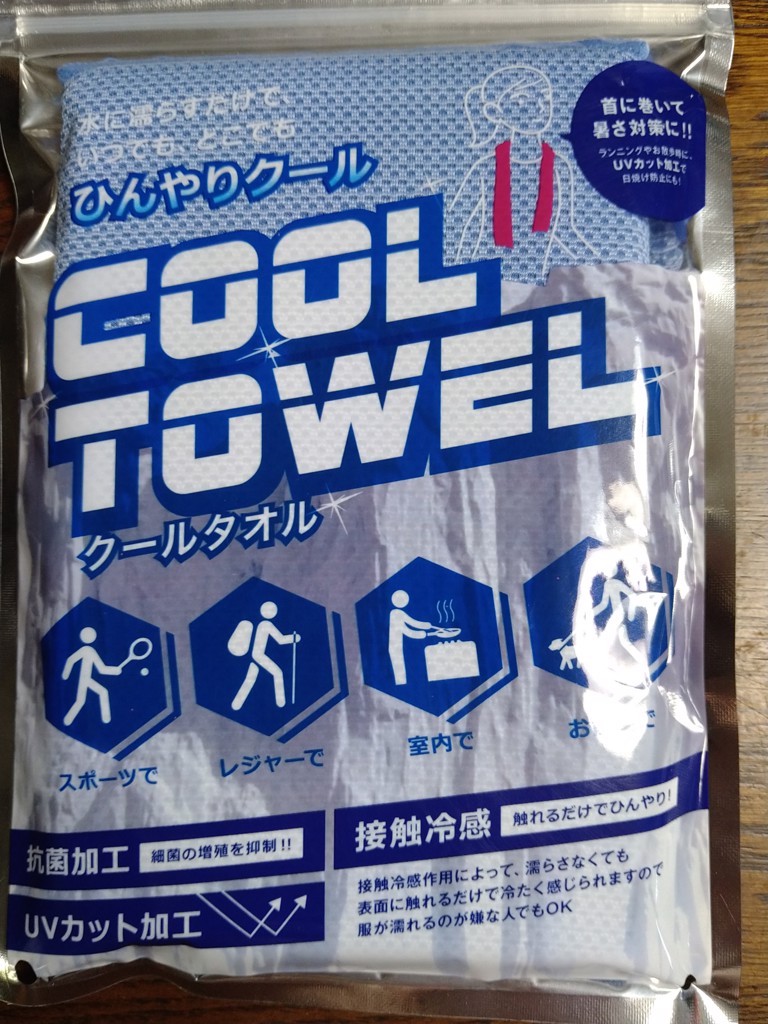 水に濡らすだけで、
いつでも、どこでも
ひんやりクール
首に巻いて
暑さ対策に!!
ランニングやお散歩時に、
UVカット加工で
日焼け防止にも!
COOL
TOWEL
クールタオル
スポーツで
レジャーで
室内で
お
で
抗菌加工
細菌の増殖を抑制!!
UVカット加工
接触冷感
触れるだけでひんやり!
接触冷感作用によって、濡らさなくても
表面に触れるだけで冷たく感じられますので
服が濡れるのが嫌な人でもOK